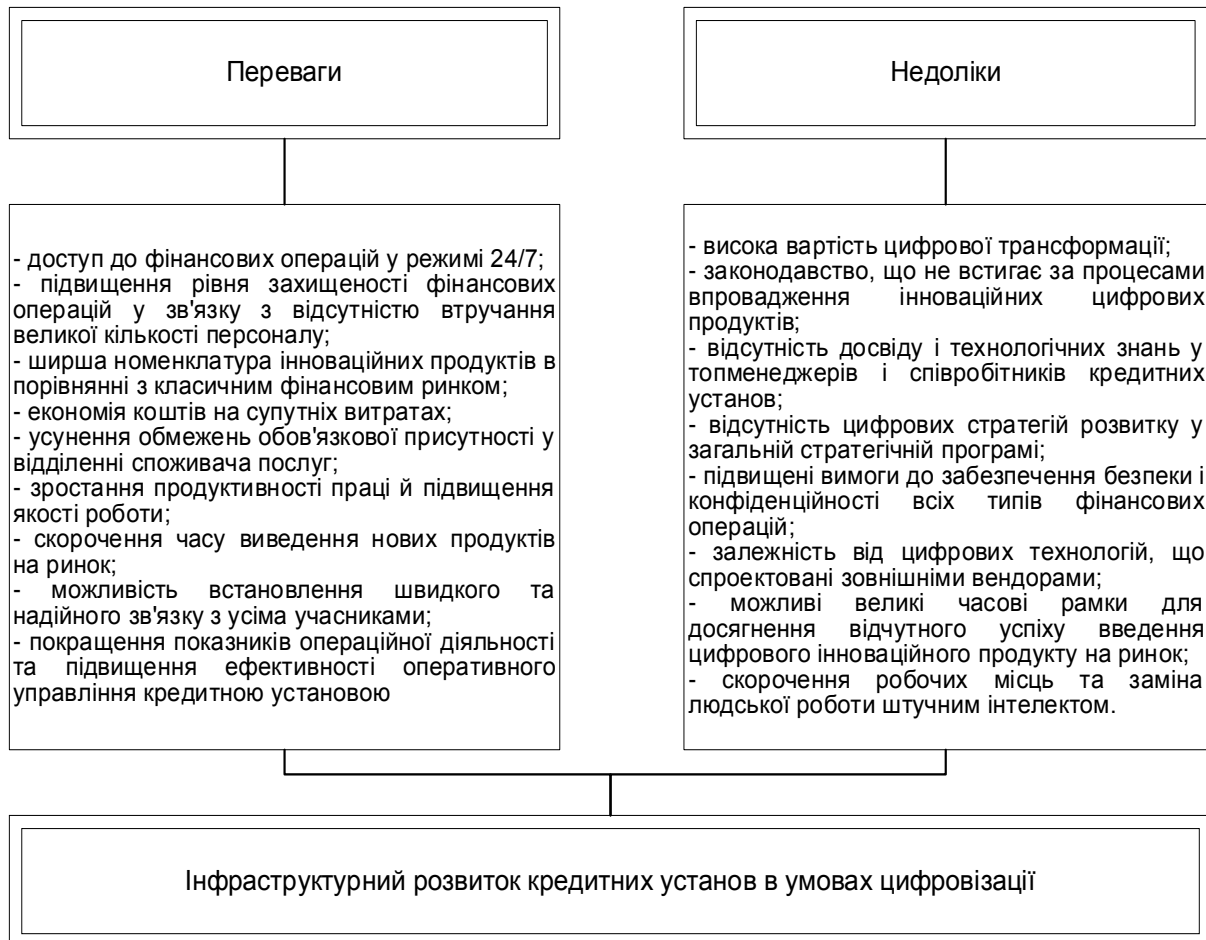 Переваги
- доступ до фінансових операцій у режимі 24/7;
- підвищення рівня захищеності фінансових
операцій у зв'язку з відсутністю втручання
великої кількості персоналу;
- ширша номенклатура інноваційних продуктів в
порівнянні з класичним фінансовим ринком;
- економія коштів на супутніх витратах;
- усунення обмежень обов'язкової присутності у
відділенні споживача послуг;
- зростання продуктивності праці й підвищення
якості роботи;
- скорочення часу виведення нових продуктів
на ринок;
- можливість встановлення швидкого та
надійного зв'язку з усіма учасниками;
- покращення показників операційної діяльності
та підвищення ефективності оперативного
управління кредитною установою
Недоліки
- висока вартість цифрової трансформації;
- законодавство, що не встигає за процесами
впровадження інноваційних цифрових
продуктів;
- відсутність досвіду і технологічних знань у
топменеджерів і співробітників кредитних
установ;
- відсутність цифрових стратегій розвитку у
загальній стратегічній програмі;
- підвищені вимоги до забезпечення безпеки і
конфіденційності всіх типів фінансових
операцій;
- залежність від цифрових технологій, що
спроектовані зовнішніми вендорами;
- можливі великі часові рамки для
досягнення відчутного успіху введення
цифрового інноваційного продукту на ринок;
- скорочення робочих місць та заміна
людської роботи штучним інтелектом.
Інфраструктурний розвиток кредитних установ в умовах цифровізації